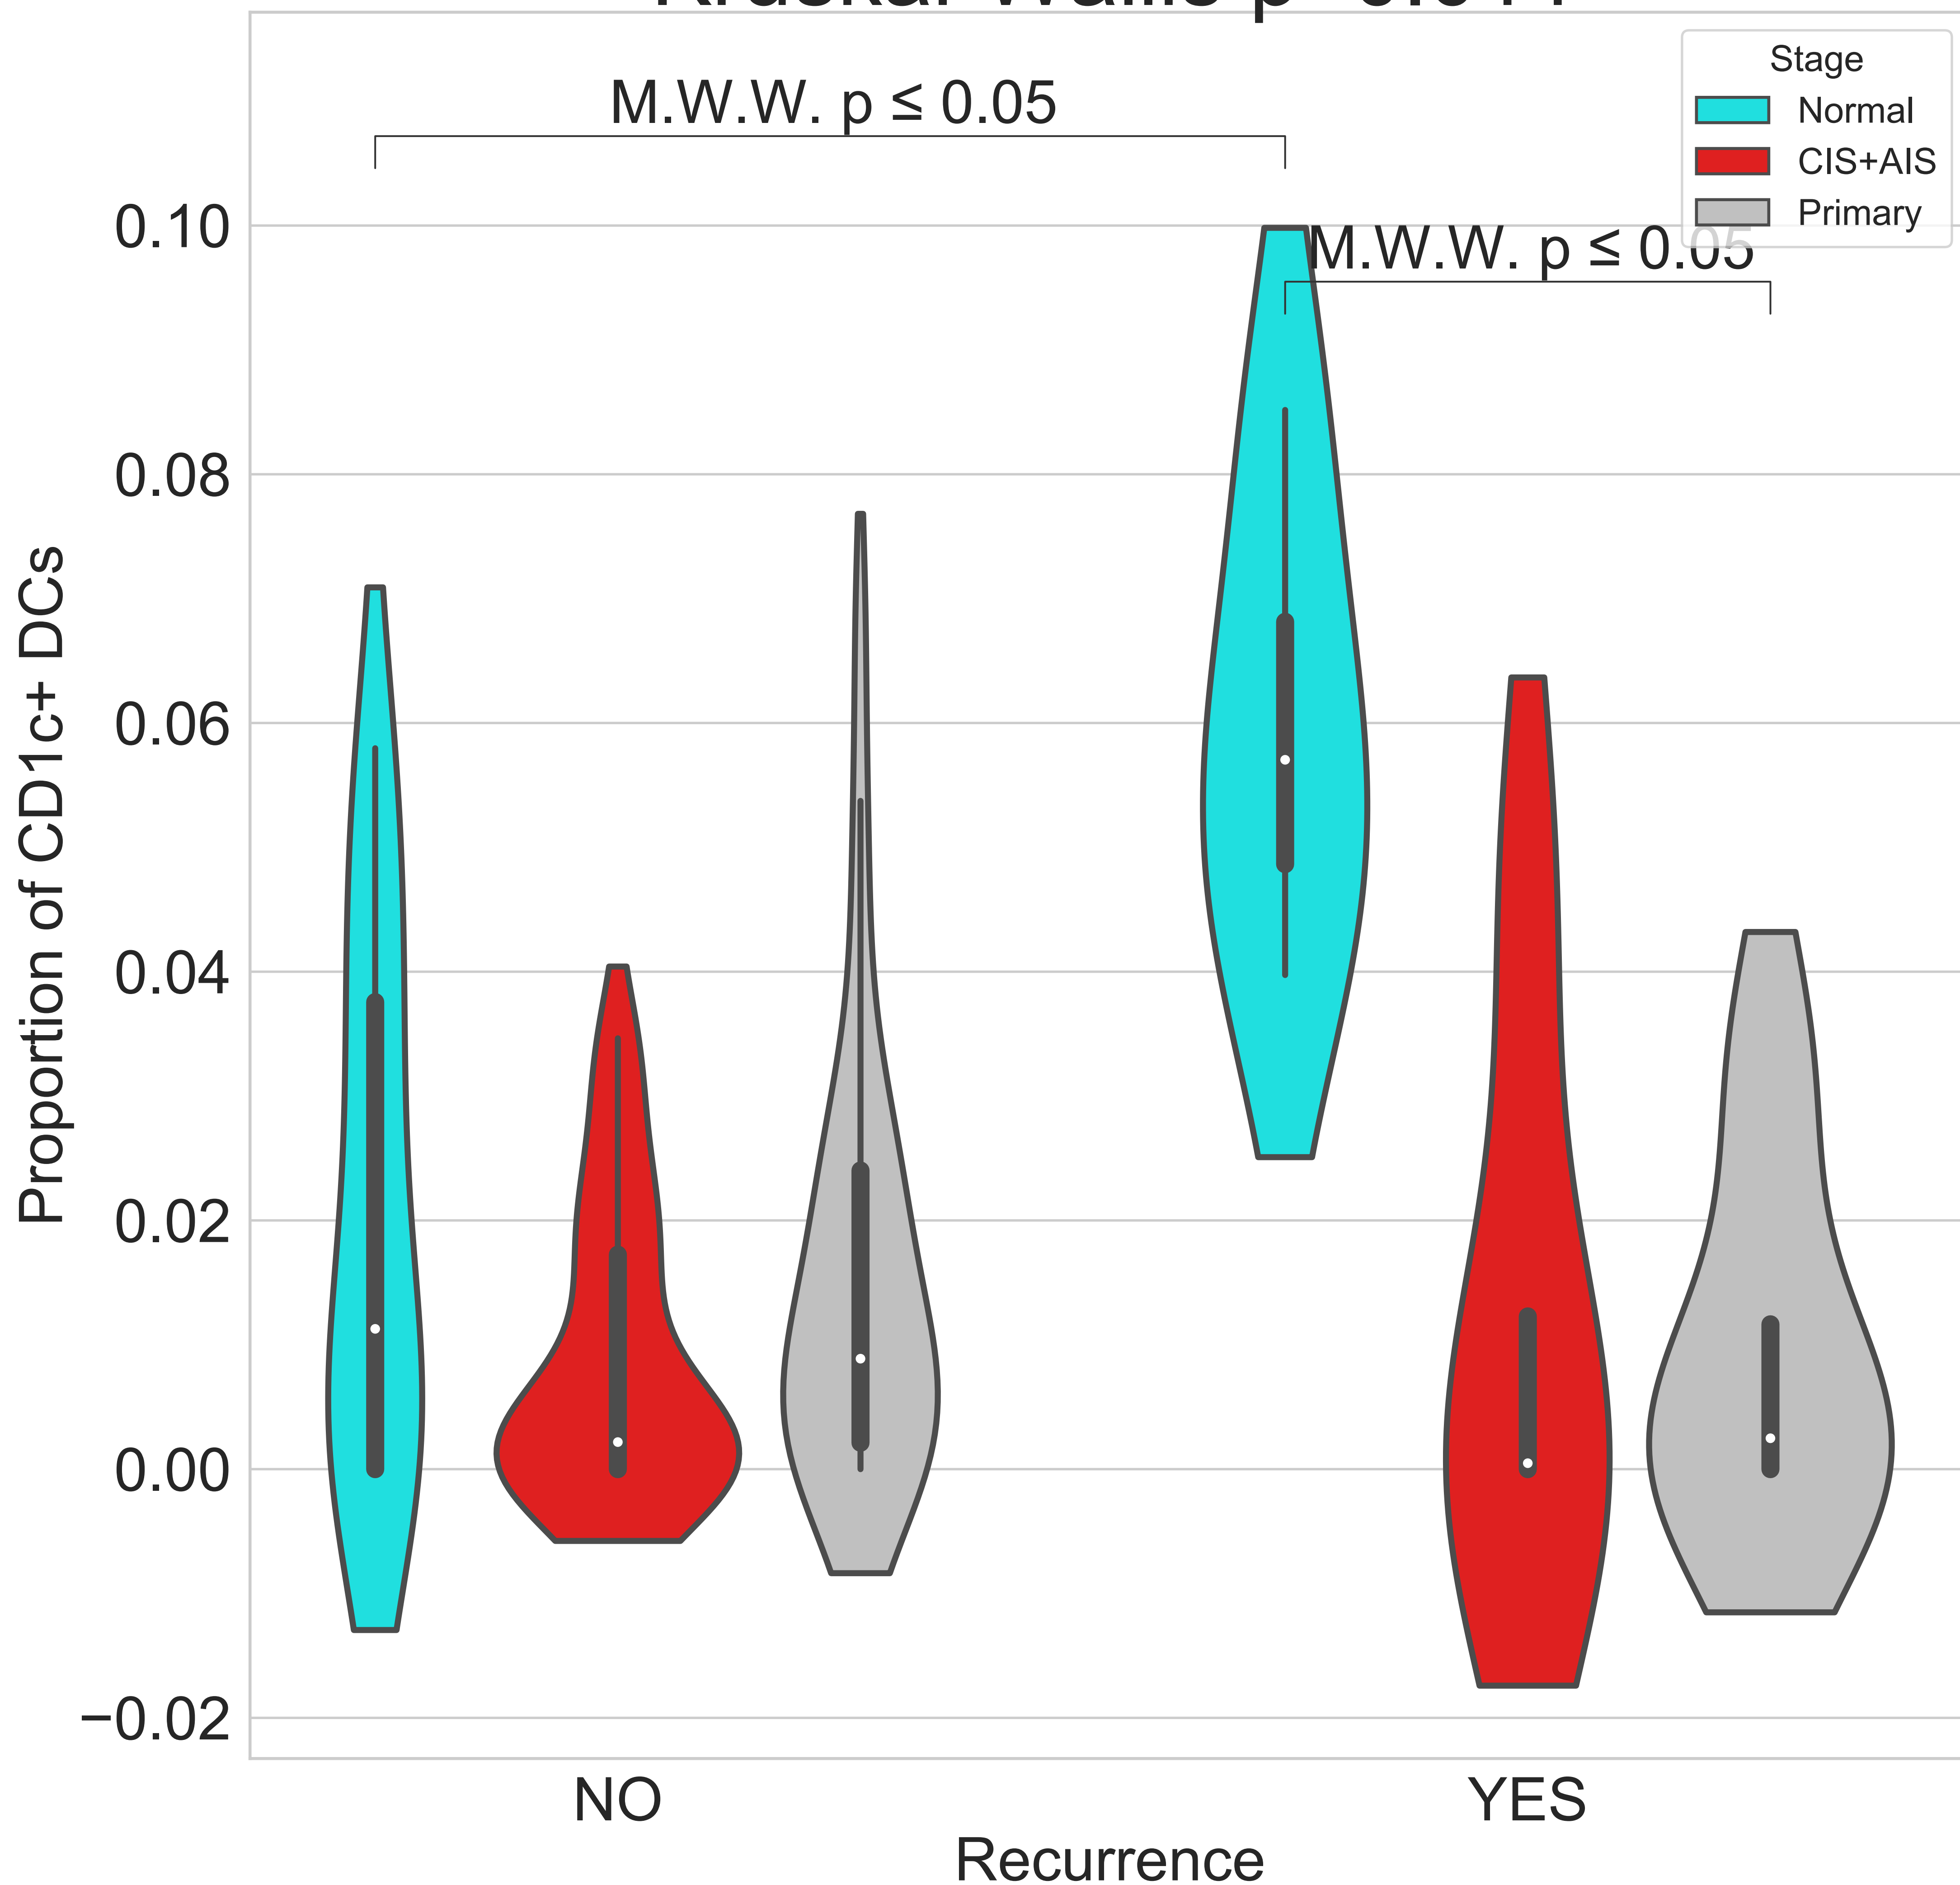 M.W.W. p ≤ 0.05
Stage
Normal
CIS+AIS
Primary
M.W.W. p ≤ 0.05
0.10
0.08
0.06
0.04
0.02
0.00
−0.02
Proportion of CD1c+ DCs
NO
YES
Recurrence